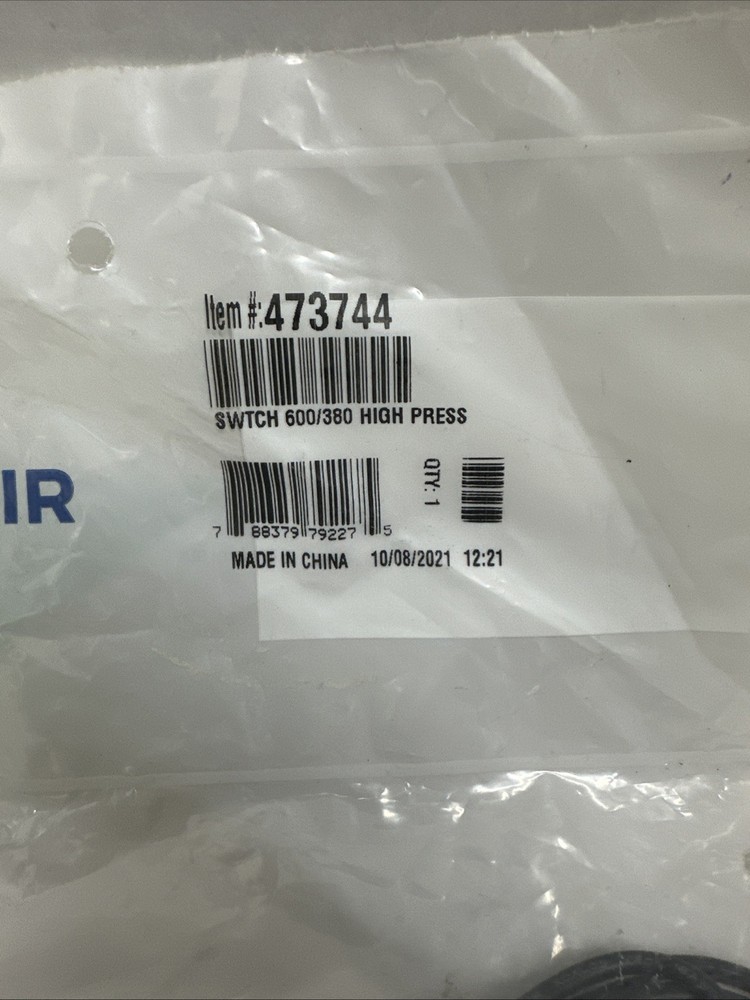 Item #:473744
SWTCH 600/380 HIGH PRESS
IR
QTY: 1
7 88379 79227 5
MADE IN CHINA 10/08/2021 12:21